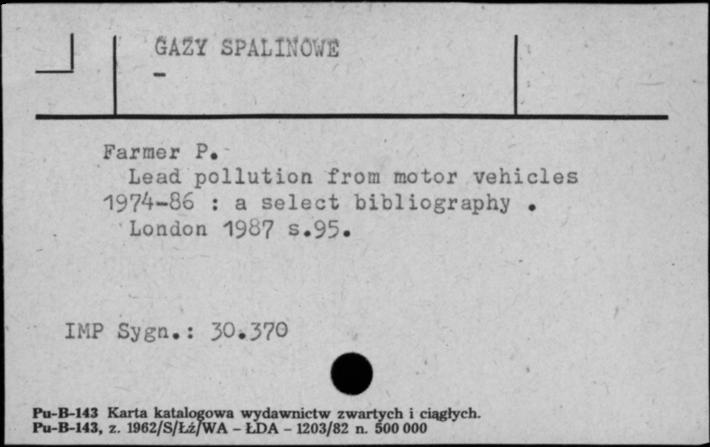 GAZY SPALINOWE
-
Farmer P.
Lead pollution from motor vehicles
1974-86 : a select bibliography .
London 1987 s.95.
IMP Sygn.: 30.370
Pu-B-143 Karta katalogowa wydawnictw zwartych i ciągłych.
Pu-B-143, z. 1962/S/Łź/WA - ŁDA - 1203/82 n. 500 000